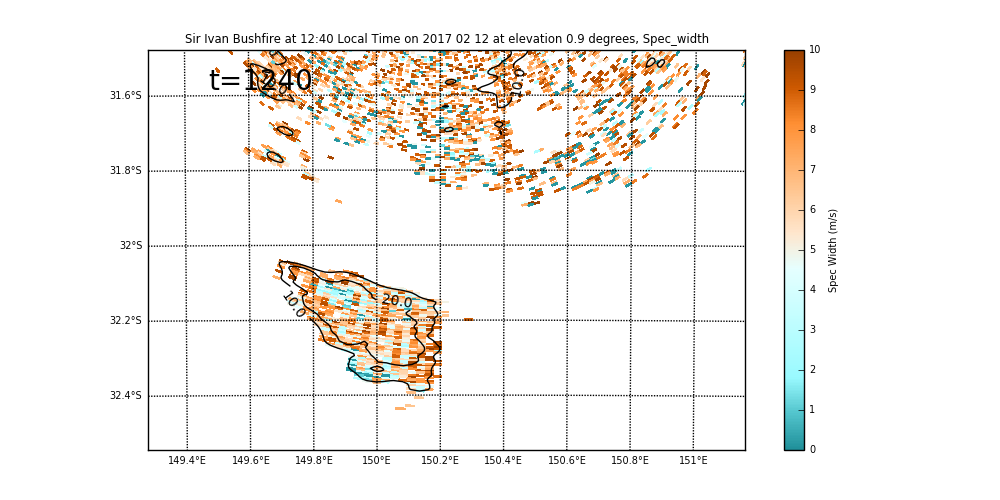 Sir Ivan Bushfire at 12:40 Local Time on 2017 02 12 at elevation 0.9 degrees, Spec_width
t=1240
31.6°S
31.8°S
32°S
32.2°S
32.4°S
10.0
20.0
149.4°E 149.6°E 149.8°E 150°E 150.2°E 150.4°E 150.6°E 150.8°E 151°E
10
9
8
7
6
5
4
3
2
1
0
Spec Width (m/s)